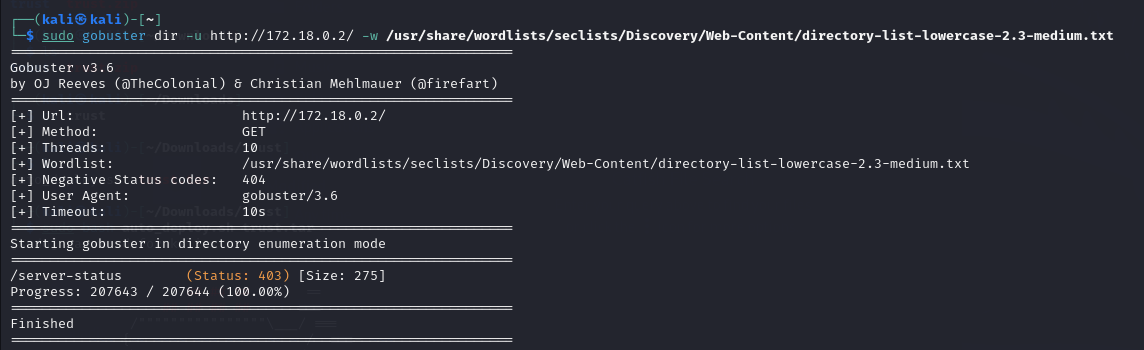 ┌──(kali㉿kali)-[~]
└─$ sudo gobuster dir -u http://172.18.0.2/ -w /usr/share/wordlists/seclists/Discovery/Web-Content/directory-list-lowercase-2.3-medium.txt
===============================================================
Gobuster v3.6
by OJ Reeves (@TheColonial) & Christian Mehlmauer (@firefart)
===============================================================
[+] Url:                     http://172.18.0.2/
[+] Method:                  GET
[+] Threads:                 10
[+] Wordlist:                /usr/share/wordlists/seclists/Discovery/Web-Content/directory-list-lowercase-2.3-medium.txt
[+] Negative Status codes:   404
[+] User Agent:              gobuster/3.6
[+] Timeout:                 10s
===============================================================
Starting gobuster in directory enumeration mode
===============================================================
/server-status        (Status: 403) [Size: 275]
Progress: 207643 / 207644 (100.00%)
===============================================================
Finished
===============================================================